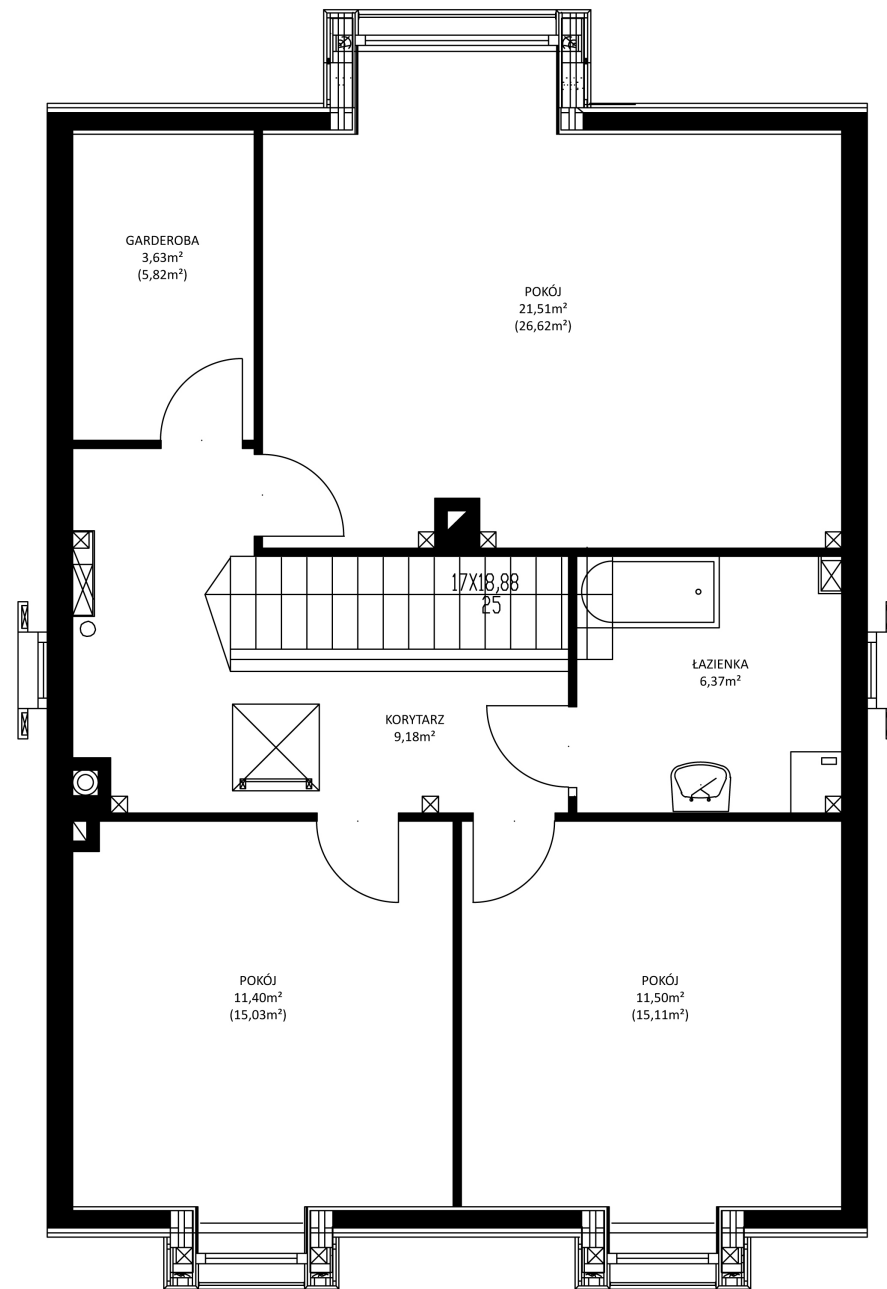 GARDEROBA
3,63m²
(5,82m²)
POKÓJ
21,51m²
(26,62m²)
17X18,88
25
ŁAZIENKA
6,37m²
KORYTARZ
9,18m²
POKÓJ
11,40m²
(15,03m²)
POKÓJ
11,50m²
(15,11m²)